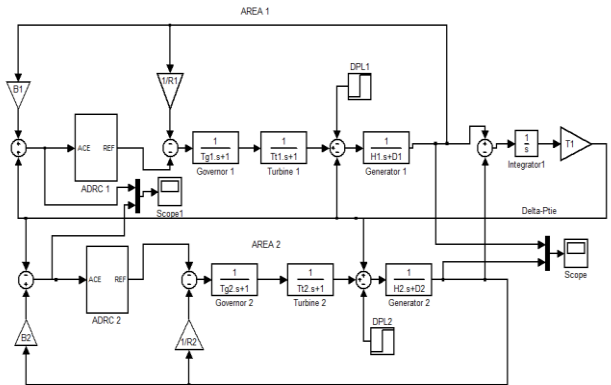 AREA 1
DPL1
B1
1/R1
ACE REF
ADRC 1
1
Tg1.s+1
Governor 1
1
Tt1.s+1
Turbine 1
1
H1.s+D1
Generator 1
1
s
Integrator1
T1
Scope1
Delta-Ptie
AREA 2
ACE REF
ADRC 2
1
Tg2.s+1
Governor 2
1
Tt2.s+1
Turbine 2
1
H2.s+D2
Generator 2
Scope
B2
1/R2
DPL2